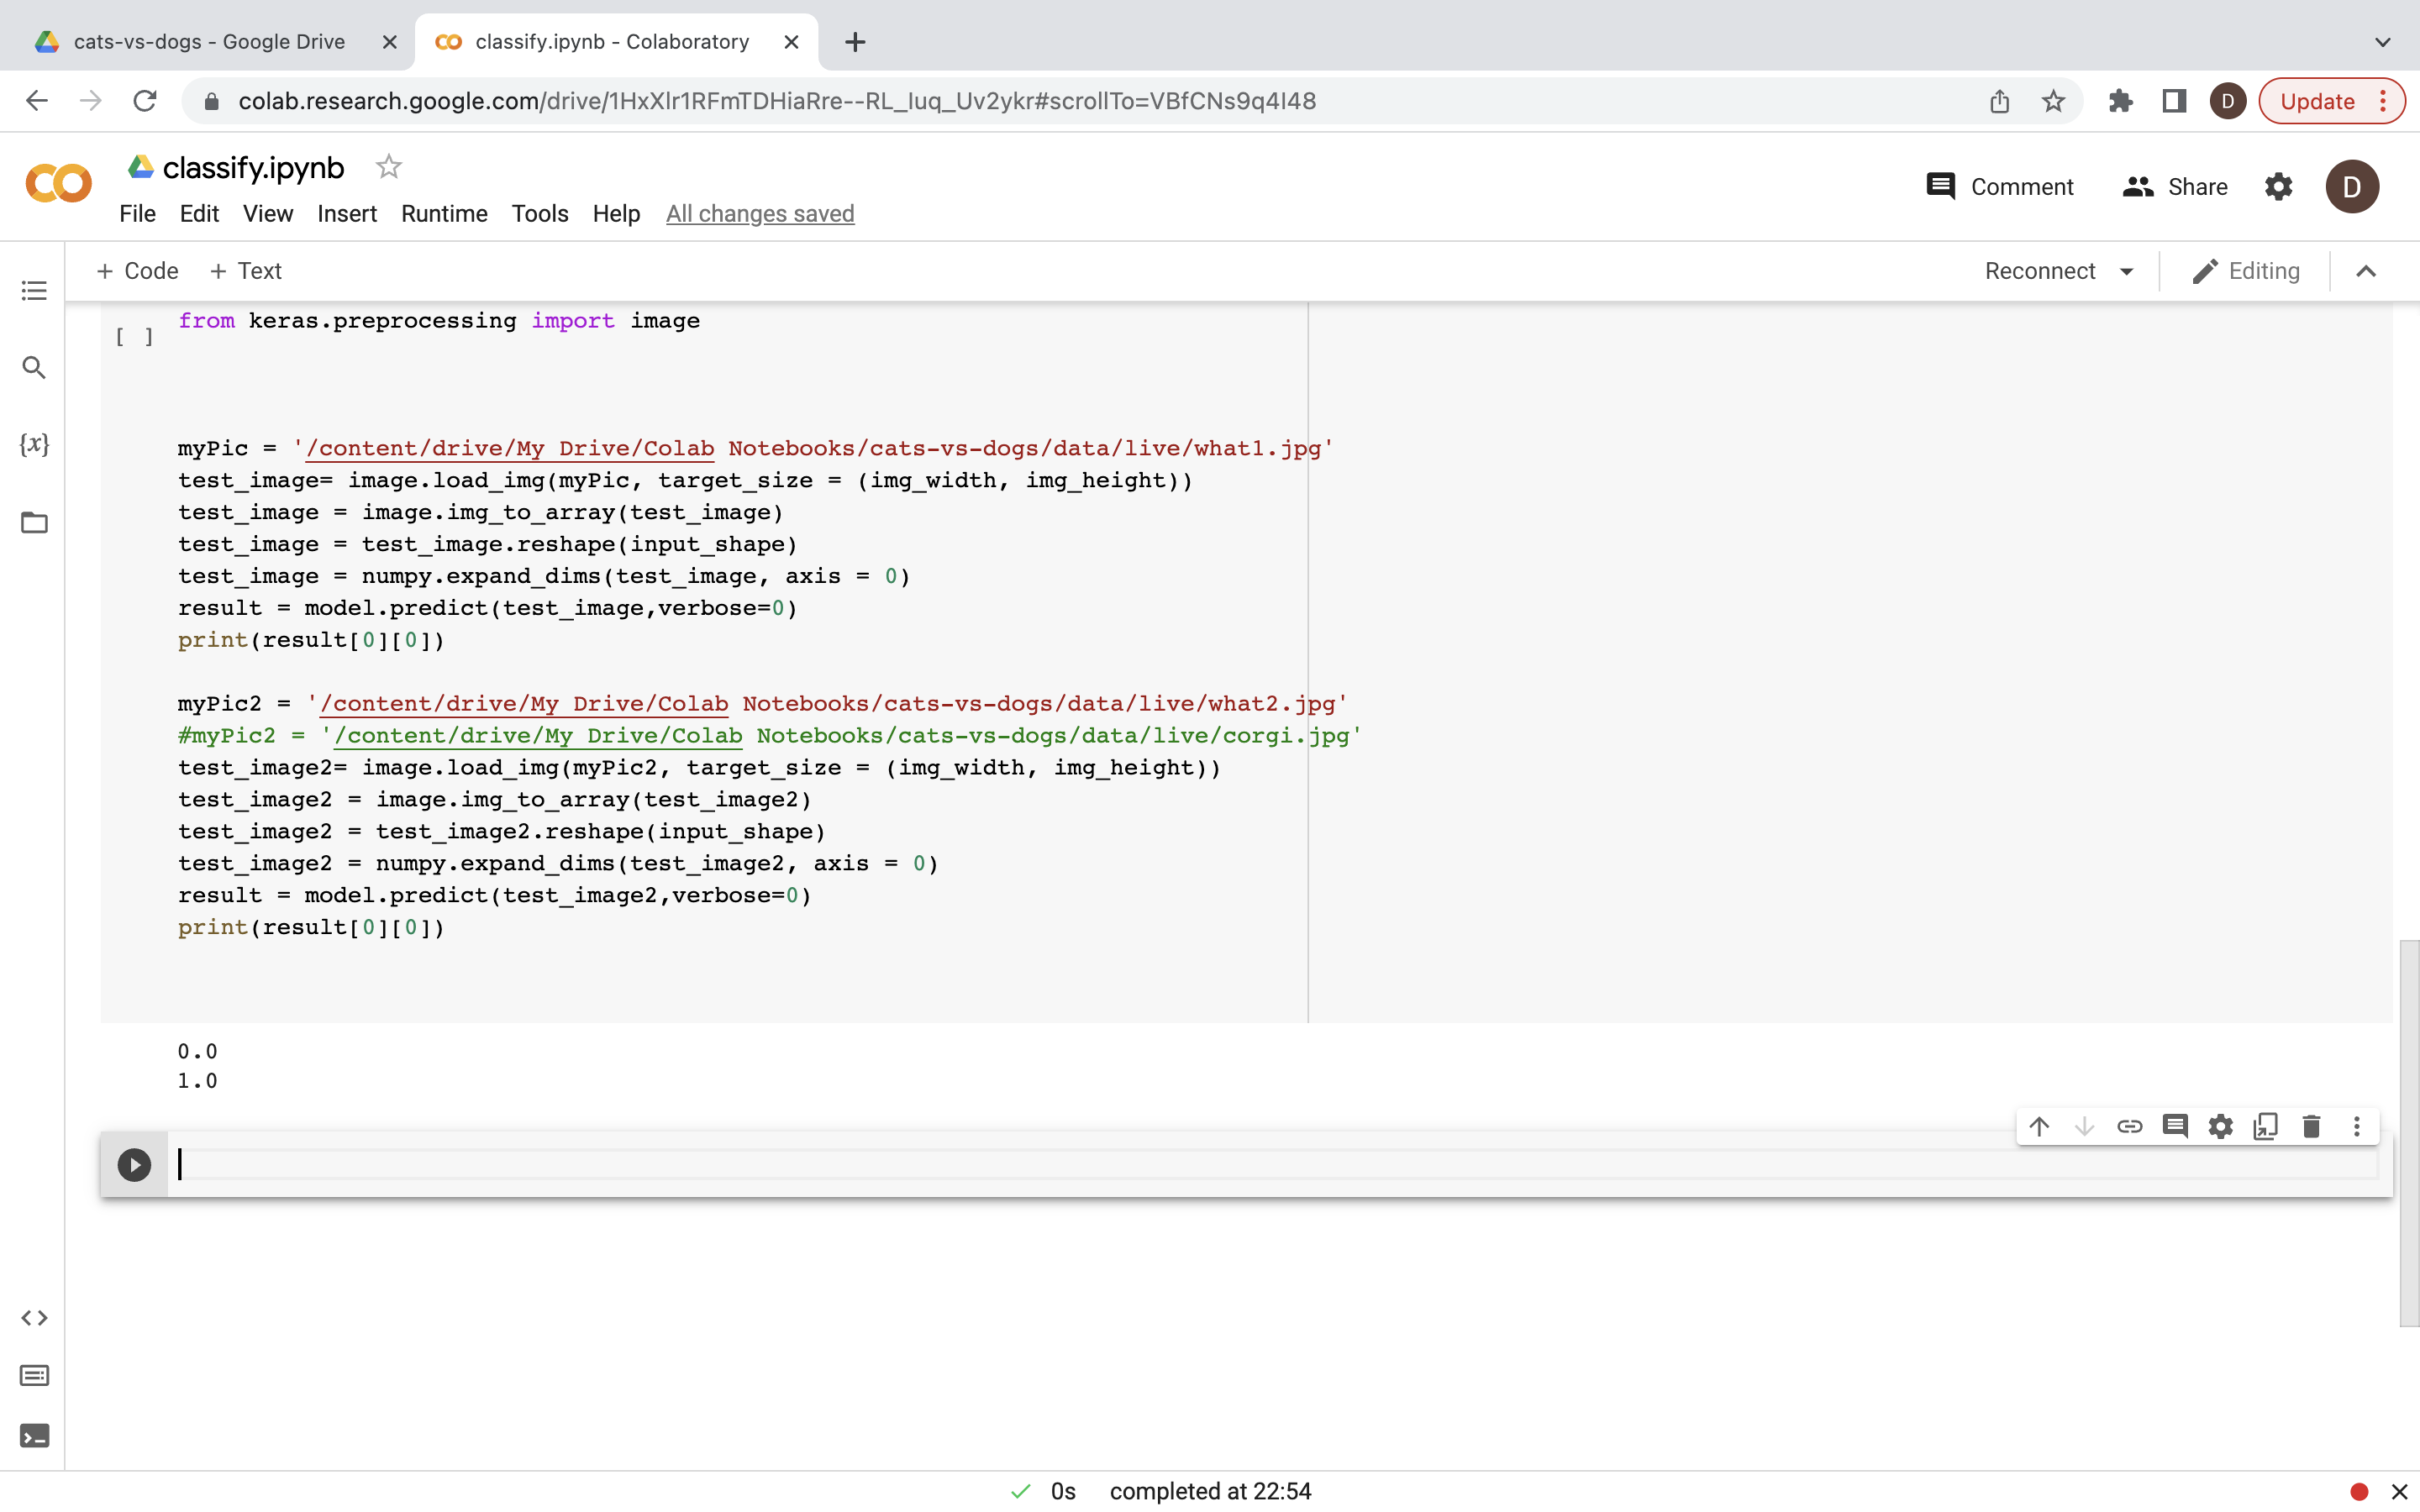 cats-vs-dogs - Google Drive
classify.ipynb - Colaboratory
colab.research.google.com/drive/1HxXlr1RFmTDHiaRre--RL_luq_Uv2ykr#scrollTo=VBfCNs9q4I48
D
Update
classify.ipynb
File Edit View Insert Runtime Tools Help All changes saved
Comment
Share
D
+ Code + Text
Reconnect
Editing
[ ]
from keras.preprocessing import image
{x}
myPic = '/content/drive/My Drive/Colab Notebooks/cats-vs-dogs/data/live/what1.jpg'
test_image= image.load_img(myPic, target_size = (img_width, img_height))
test_image = image.img_to_array(test_image)
test_image = test_image.reshape(input_shape)
test_image = numpy.expand_dims(test_image, axis = 0)
result = model.predict(test_image,verbose=0)
print(result[0][0])
myPic2 = '/content/drive/My Drive/Colab Notebooks/cats-vs-dogs/data/live/what2.jpg'
#myPic2 = '/content/drive/My Drive/Colab Notebooks/cats-vs-dogs/data/live/corgi.jpg'
test_image2= image.load_img(myPic2, target_size = (img_width, img_height))
test_image2 = image.img_to_array(test_image2)
test_image2 = test_image2.reshape(input_shape)
test_image2 = numpy.expand_dims(test_image2, axis = 0)
result = model.predict(test_image2,verbose=0)
print(result[0][0])
0.0
1.0
0s completed at 22:54